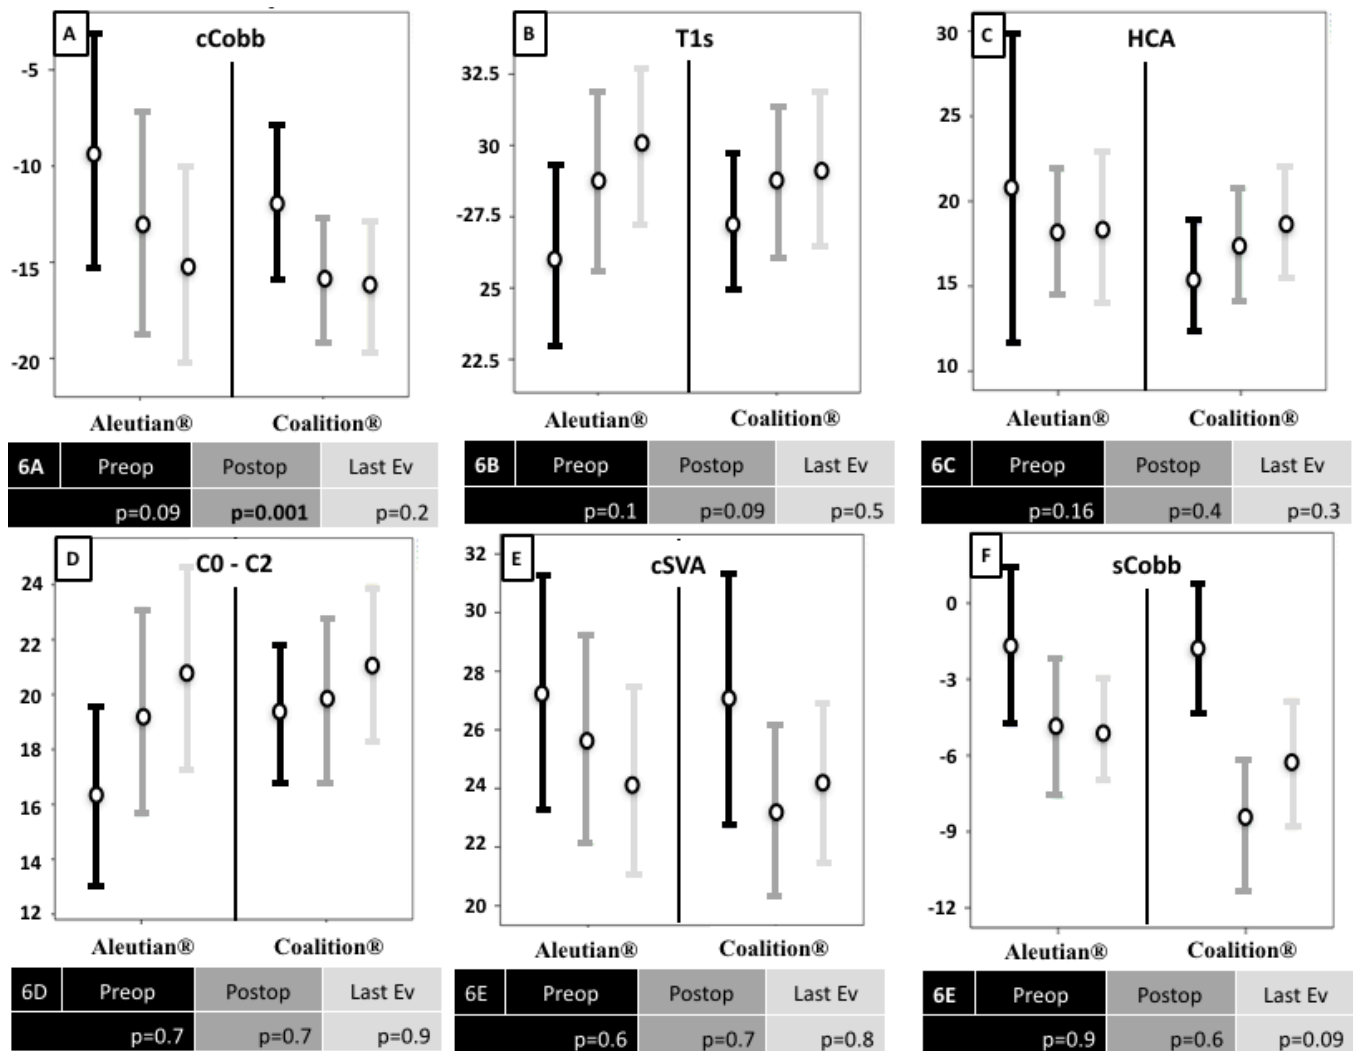 A
cCobb
-5
-10
-15
-20
Aleutian® Coalition®
6A Preop Postop Last Ev
p=0.09 p=0.001 p=0.2
B
T1s
32.5
30
-27.5
25
22.5
Aleutian® Coalition®
6B Preop Postop Last Ev
p=0.1 p=0.09 p=0.5
C
HCA
30
25
20
15
10
Aleutian® Coalition®
6C Preop Postop Last Ev
p=0.16 p=0.4 p=0.3
D
C0 - C2
24
22
20
18
16
14
12
Aleutian® Coalition®
6D Preop Postop Last Ev
p=0.7 p=0.7 p=0.9
E
cSVA
32
30
28
26
24
22
20
Aleutian® Coalition®
6E Preop Postop Last Ev
p=0.6 p=0.7 p=0.8
F
sCobb
0
-3
-6
-9
-12
Aleutian® Coalition®
6E Preop Postop Last Ev
p=0.9 p=0.6 p=0.09